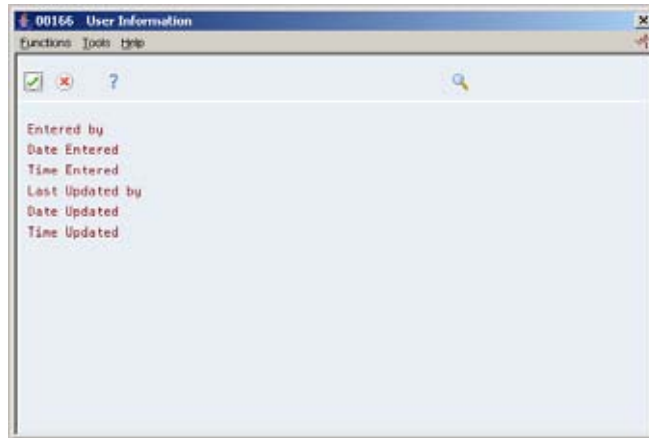 00166 User Information
Functions Tools Help
?
Entered by
Date Entered
Time Entered
Last Updated by
Date Updated
Time Updated